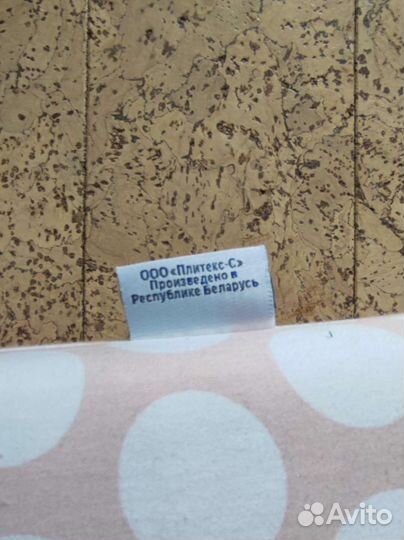 ООО «Плитекс-С»
Произведено в
Республике Беларусь
Avito